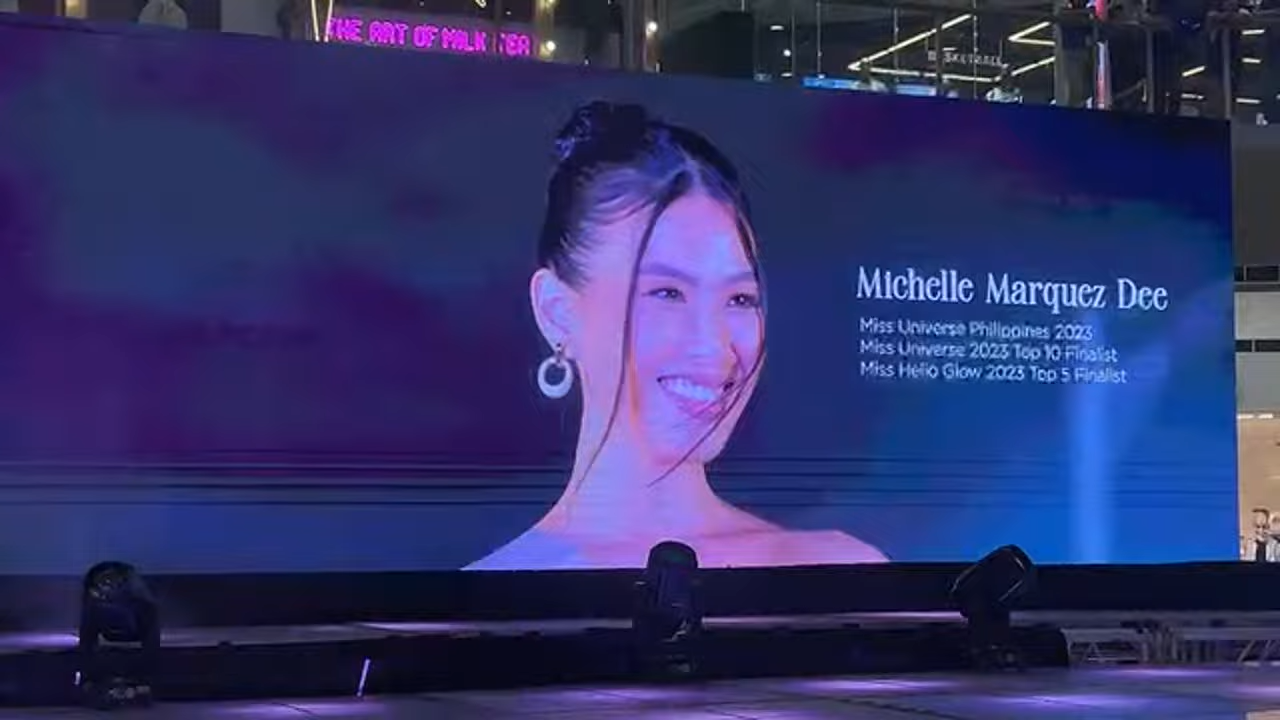 THE ART OF MILK TEA
BASKETBALL
Michelle Marquez Dee
Miss Universe Philippines 2023
Miss Universe 2023 Top 10 Finalist
Miss Hello Glow 2023 Top 5 Finalist